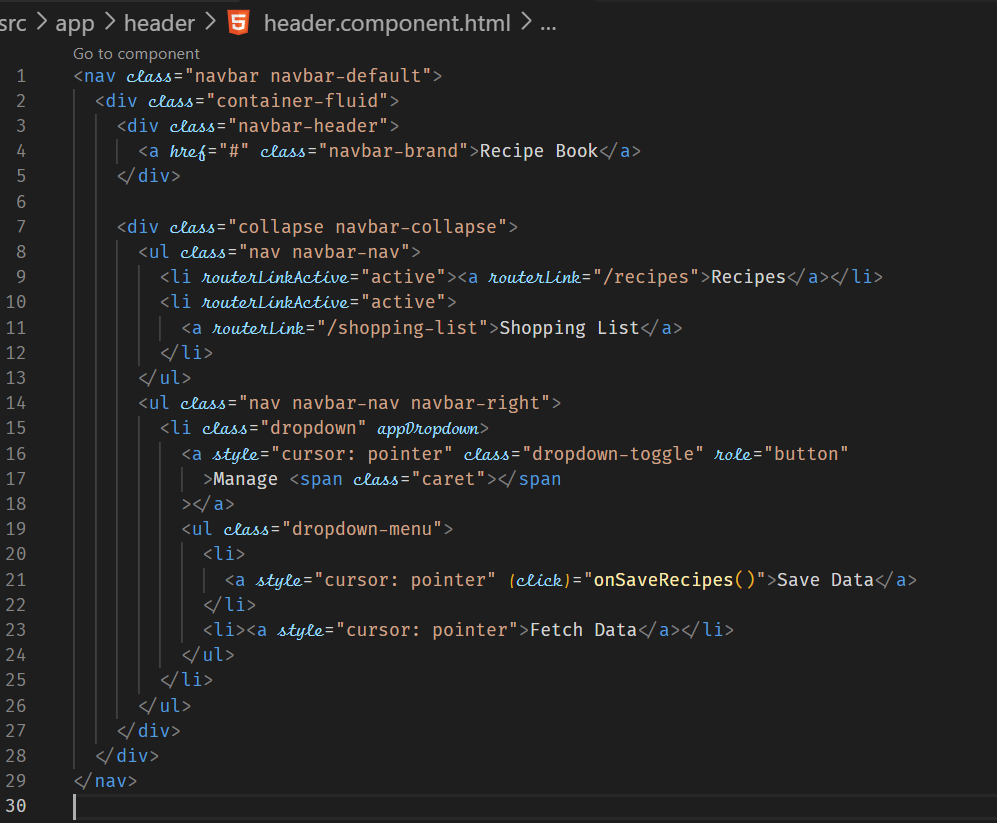 src > app > header > header.component.html > ...
Go to component
1 <nav class="navbar navbar-default">
2   <div class="container-fluid">
3     <div class="navbar-header">
4       <a href="#" class="navbar-brand">Recipe Book</a>
5     </div>
6
7     <div class="collapse navbar-collapse">
8       <ul class="nav navbar-nav">
9         <li routerLinkActive="active"><a routerLink="/recipes">Recipes</a></li>
10         <li routerLinkActive="active">
11           <a routerLink="/shopping-list">Shopping List</a>
12         </li>
13       </ul>
14       <ul class="nav navbar-nav navbar-right">
15         <li class="dropdown" appDropdown>
16           <a style="cursor: pointer" class="dropdown-toggle" role="button"
17             >Manage <span class="caret"></span
18           ></a>
19           <ul class="dropdown-menu">
20             <li>
21               <a style="cursor: pointer" (click)="onSaveRecipes()">Save Data</a>
22             </li>
23             <li><a style="cursor: pointer">Fetch Data</a></li>
24           </ul>
25         </li>
26       </ul>
27     </div>
28   </div>
29 </nav>
30